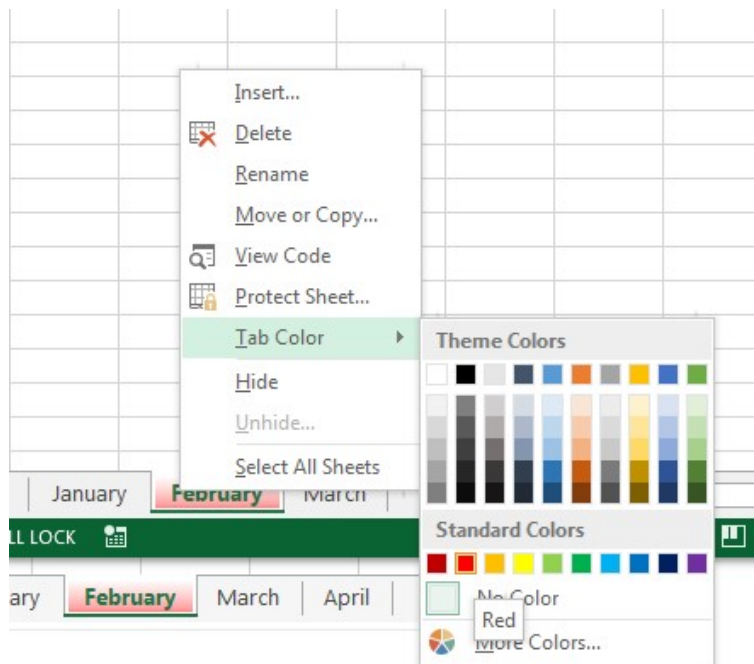 Insert...
Delete
Rename
Move or Copy...
View Code
Protect Sheet...
Tab Color
Hide
Unhide...
Select All Sheets
Theme Colors
Standard Colors
No Color
Red
More Colors...
January February March
LL LOCK
ary February March April